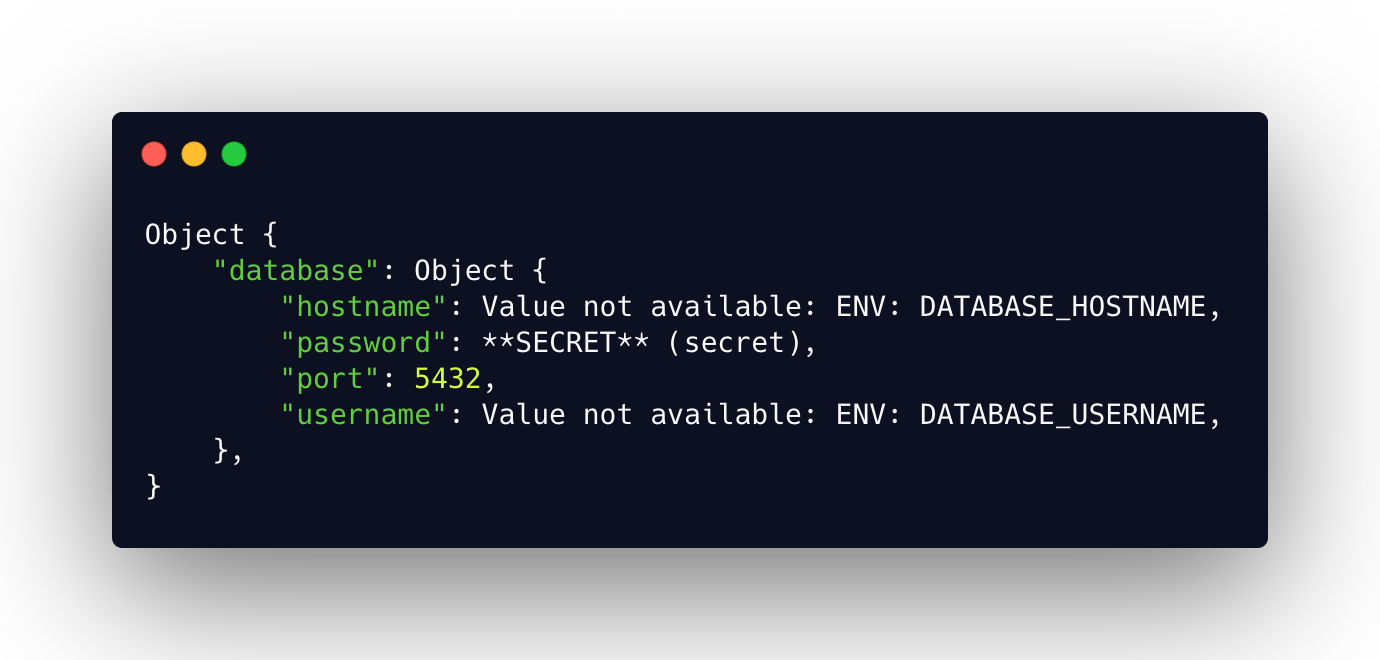 Object {
    "database": Object {
        "hostname": Value not available: ENV: DATABASE_HOSTNAME,
        "password": **SECRET** (secret),
        "port": 5432,
        "username": Value not available: ENV: DATABASE_USERNAME,
    },
}